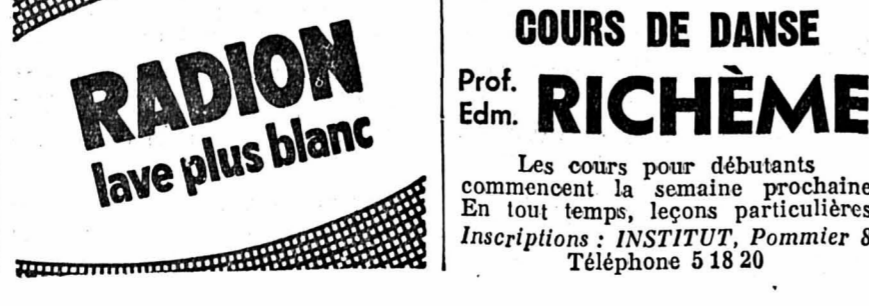 RADION
lave plus blanc
COURS DE DANSE
Prof.
Edm. RICHÈME
Les cours pour débutants
commencent la semaine prochaine
En tout temps, leçons particulières
Inscriptions : INSTITUT, Pommier 8
Téléphone 5 18 20